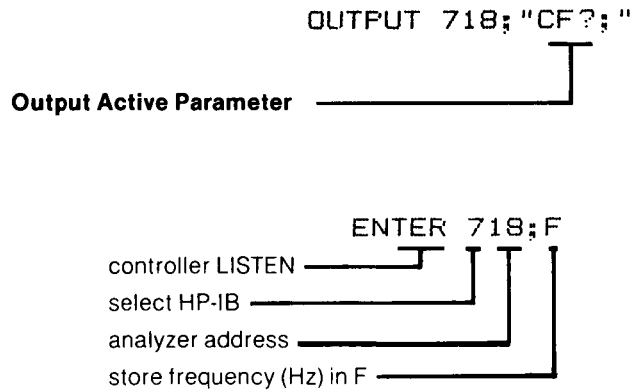 OUTPUT 718;"CF?;"
Output Active Parameter
ENTER 718;F
controller LISTEN
select HP-IB
analyzer address
store frequency (Hz) in F